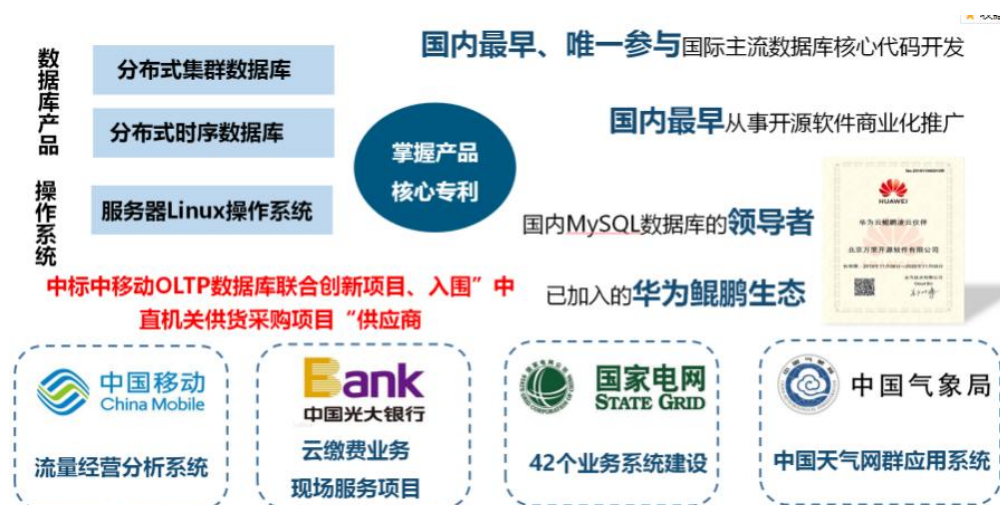 数据库产品
分布式集群数据库
分布式时序数据库
操作系统
服务器Linux操作系统
掌握产品
核心专利
国内最早、唯一参与国际主流数据库核心代码开发
国内最早从事开源软件商业化推广
国内MySQL数据库的领导者
已加入的华为鲲鹏生态
HUAWEI
华为云鲲鹏凌云伙伴
北京万里开源软件有限公司
中标中移动OLTP数据库联合创新项目、入围”中
直机关供货采购项目“供应商
中国移动
China Mobile
流量经营分析系统
Bank
中国光大银行
云缴费业务
现场服务项目
国家电网
STATE GRID
42个业务系统建设
中国气象局
中国天气网群应用系统